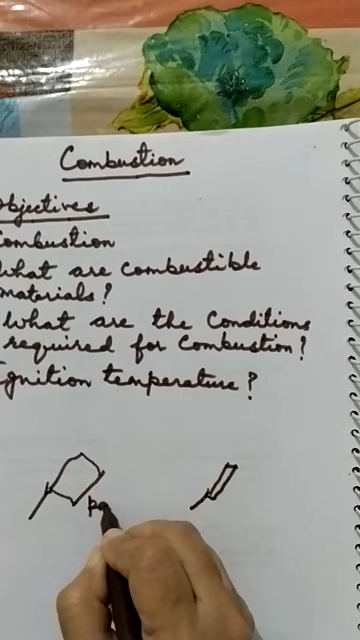 Combustion
Objectives
Combustion
What are combustible
materials?
What are the Conditions
required for Combustion?
Ignition temperature?